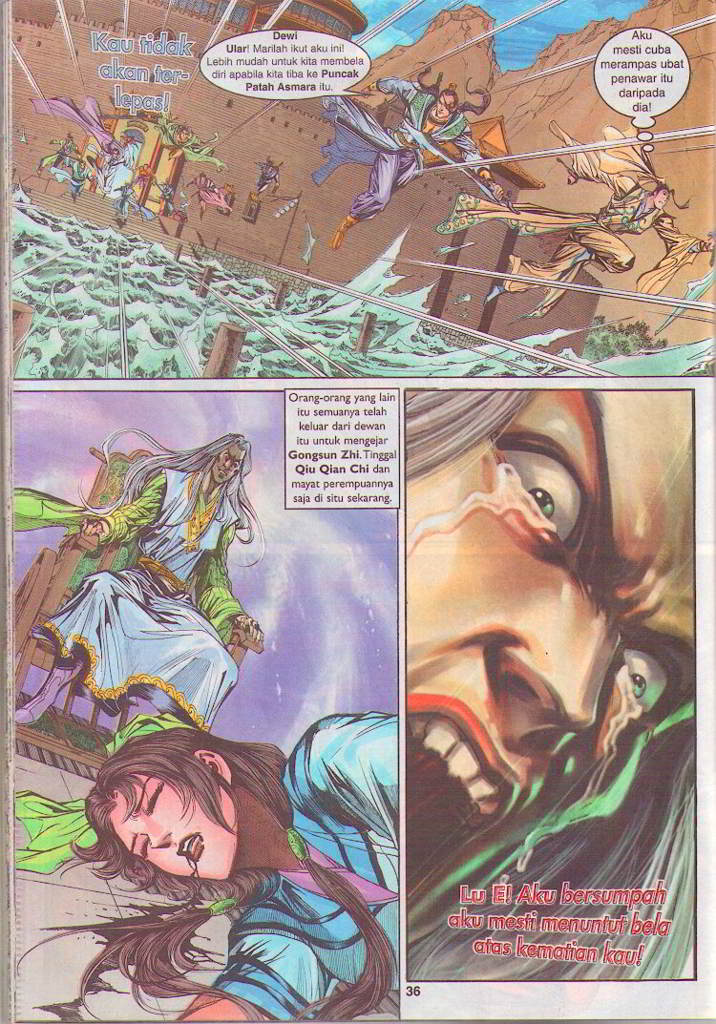 Kau tidak
akan ter-
lepas!
Dewi
Ular! Marilah ikut aku ini!
Lebih mudah untuk kita membela
diri apabila kita tiba ke Puncak
Patah Asmara itu.
Aku
mesti cuba
merampas ubat
penawar itu
daripada
dia!
Orang-orang yang lain
itu semuanya telah
keluar dari dewan
itu untuk mengejar
Gongsun Zhi. Tinggal
Qiu Qian Chi dan
mayat perempuannya
saja di situ sekarang.
Lu E! Aku bersumpah
aku mesti menuntut bela
atas kematian kau!
36